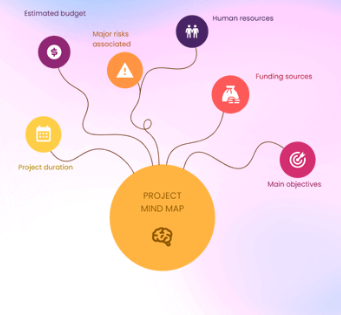 Estimated budget
Major risks
associated
Human resources
Funding sources
Project duration
Main objectives
PROJECT
MIND MAP